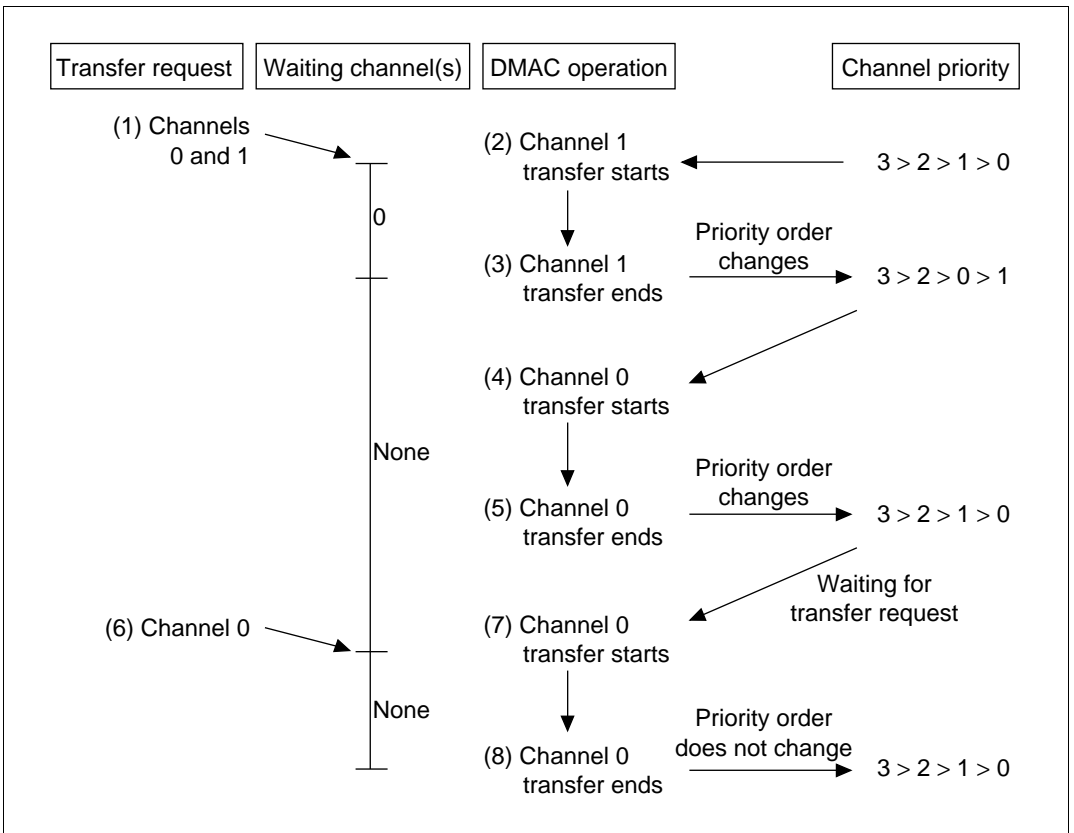 Transfer request
Waiting channel(s)
DMAC operation
Channel priority
(1) Channels
0 and 1
(2) Channel 1
transfer starts
3 > 2 > 1 > 0
0
(3) Channel 1
transfer ends
Priority order
changes
3 > 2 > 0 > 1
(4) Channel 0
transfer starts
None
(5) Channel 0
transfer ends
Priority order
changes
3 > 2 > 1 > 0
Waiting for
transfer request
(6) Channel 0
(7) Channel 0
transfer starts
None
(8) Channel 0
transfer ends
Priority order
does not change
3 > 2 > 1 > 0